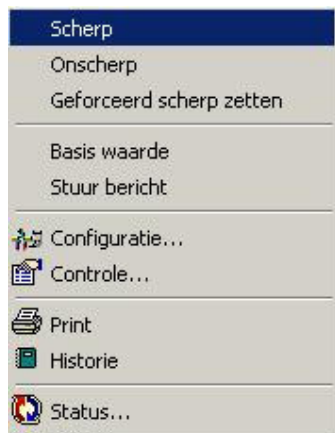 Scherp
Onscherp
Geforceerd scherp zetten
Basis waarde
Stuur bericht
Configuratie...
Controle...
Print
Historie
Status...